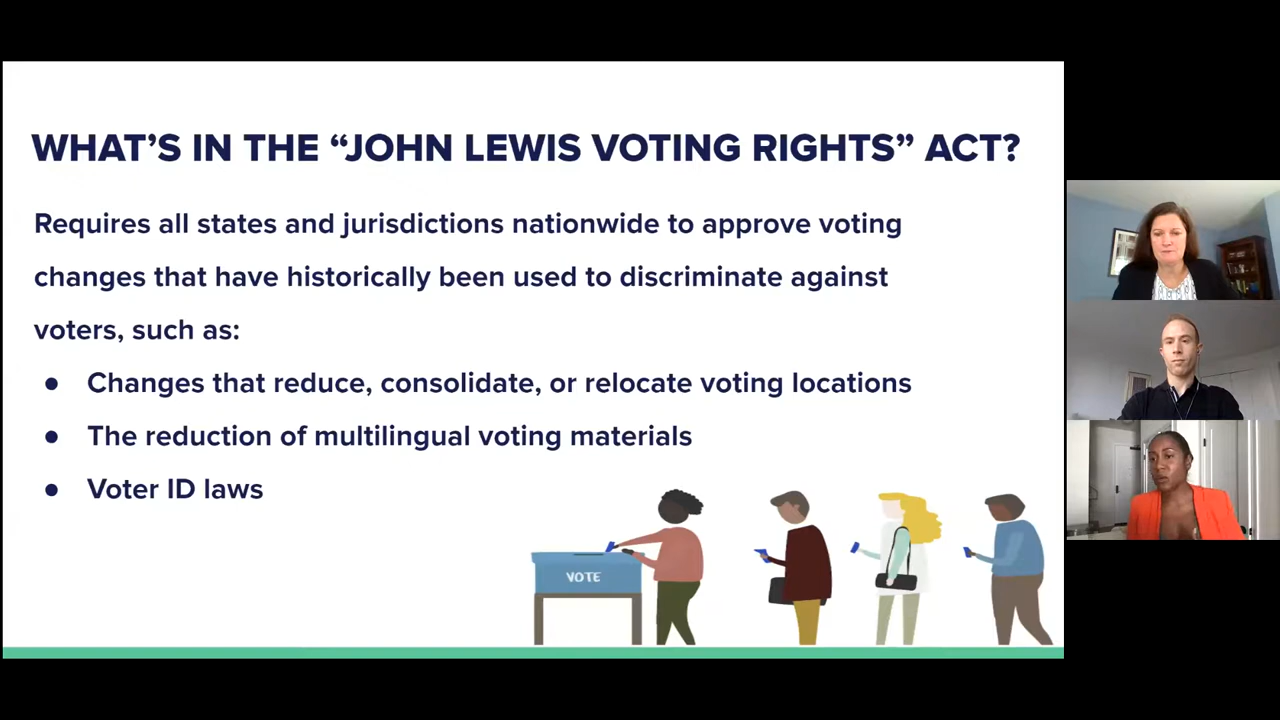 WHAT'S IN THE “JOHN LEWIS VOTING RIGHTS” ACT?
Requires all states and jurisdictions nationwide to approve voting
changes that have historically been used to discriminate against
voters, such as:
● Changes that reduce, consolidate, or relocate voting locations
● The reduction of multilingual voting materials
● Voter ID laws
VOTE